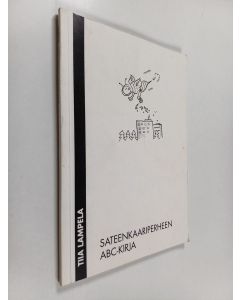 TIIA LAMPELA
SATEENKAARIPERHEEN
ABC-KIRJA